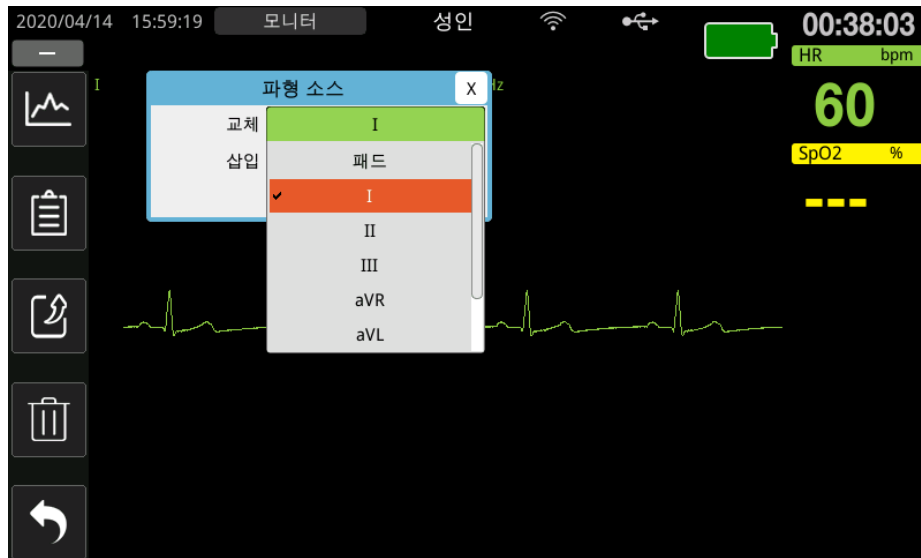 2020/04/14 15:59:19 모니터 성인 00:38:03
HR bpm
60
SpO2 %
---
I
Hz
파형 소스 X
교체 I
삽입 패드
I
II
III
aVR
aVL